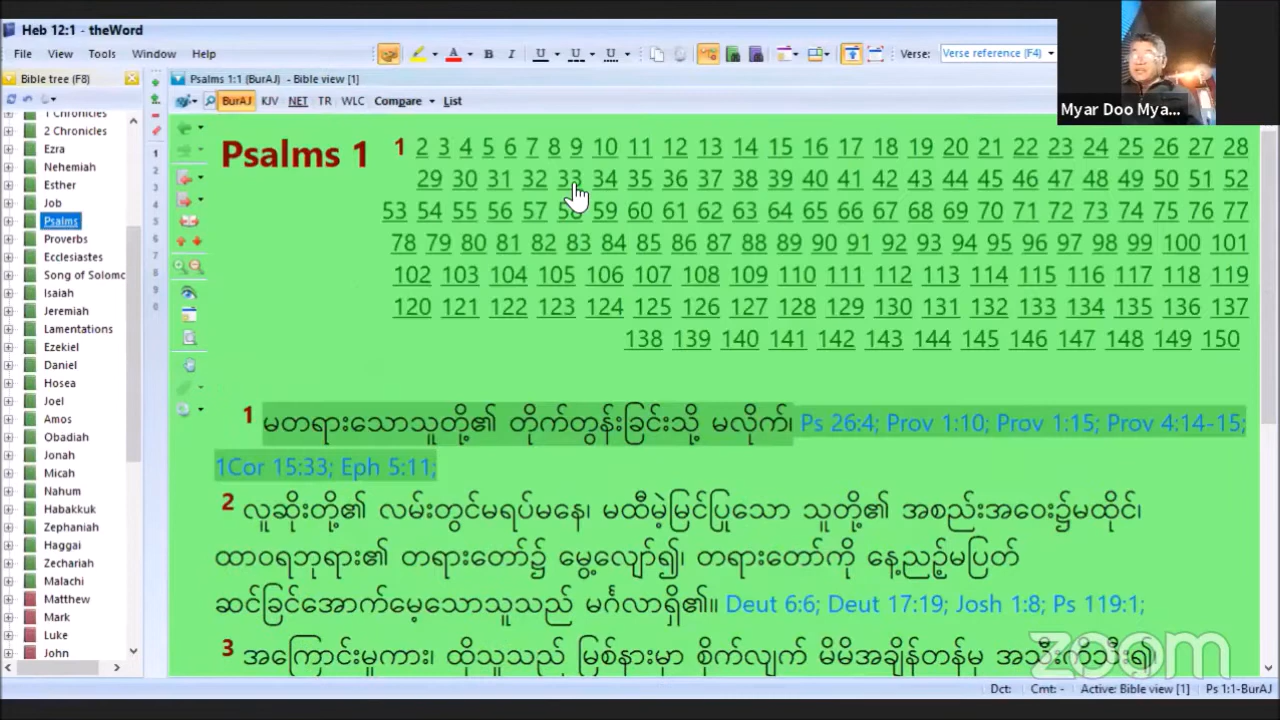 Heb 12:1 - theWord
File View Tools Window Help
Verse: Verse reference (F4)
Bible tree (F8)
Psalms 1:1 (BurAJ) - Bible view [1]
BurAJ KJV NET TR WLC Compare List
1 Chronicles
2 Chronicles
Ezra
Nehemiah
Esther
Job
Psalms
Proverbs
Ecclesiastes
Song of Solomc
Isaiah
Jeremiah
Lamentations
Ezekiel
Daniel
Hosea
Joel
Amos
Obadiah
Jonah
Micah
Nahum
Habakkuk
Zephaniah
Haggai
Zechariah
Malachi
Matthew
Mark
Luke
John
1
2
3
4
5
6
7
8
9
0
Psalms 1 1 2 3 4 5 6 7 8 9 10 11 12 13 14 15 16 17 18 19 20 21 22 23 24 25 26 27 28
29 30 31 32 33 34 35 36 37 38 39 40 41 42 43 44 45 46 47 48 49 50 51 52
53 54 55 56 57 58 59 60 61 62 63 64 65 66 67 68 69 70 71 72 73 74 75 76 77
78 79 80 81 82 83 84 85 86 87 88 89 90 91 92 93 94 95 96 97 98 99 100 101
102 103 104 105 106 107 108 109 110 111 112 113 114 115 116 117 118 119
120 121 122 123 124 125 126 127 128 129 130 131 132 133 134 135 136 137
138 139 140 141 142 143 144 145 146 147 148 149 150
1 မတရားသောသူတို့၏ တိုက်တွန်းခြင်းသို့ မလိုက်၊ Ps 26:4; Prov 1:10; Prov 1:15; Prov 4:14-15;
1Cor 15:33; Eph 5:11;
2 လူဆိုးတို့၏ လမ်းတွင်မရပ်မနေ၊ မထီမဲ့မြင်ပြုသော သူတို့၏ အစည်းအဝေး၌မထိုင်၊
ထာဝရဘုရား၏ တရားတော်၌ မွေ့လျော်၍၊ တရားတော်ကို နေ့ညဉ့်မပြတ်
ဆင်ခြင်အောက်မေ့သောသူသည် မင်္ဂလာရှိ၏။ Deut 6:6; Deut 17:19; Josh 1:8; Ps 119:1;
3 အကြောင်းမူကား၊ ထိုသူသည် မြစ်နားမှာ စိုက်လျက် မိမိအချိန်တန်မှ အသီးကိုသီး၍၊
zoom
Dct: Cmt: - Active: Bible view [1] Ps 1:1-BurAJ
Myar Doo Mya...